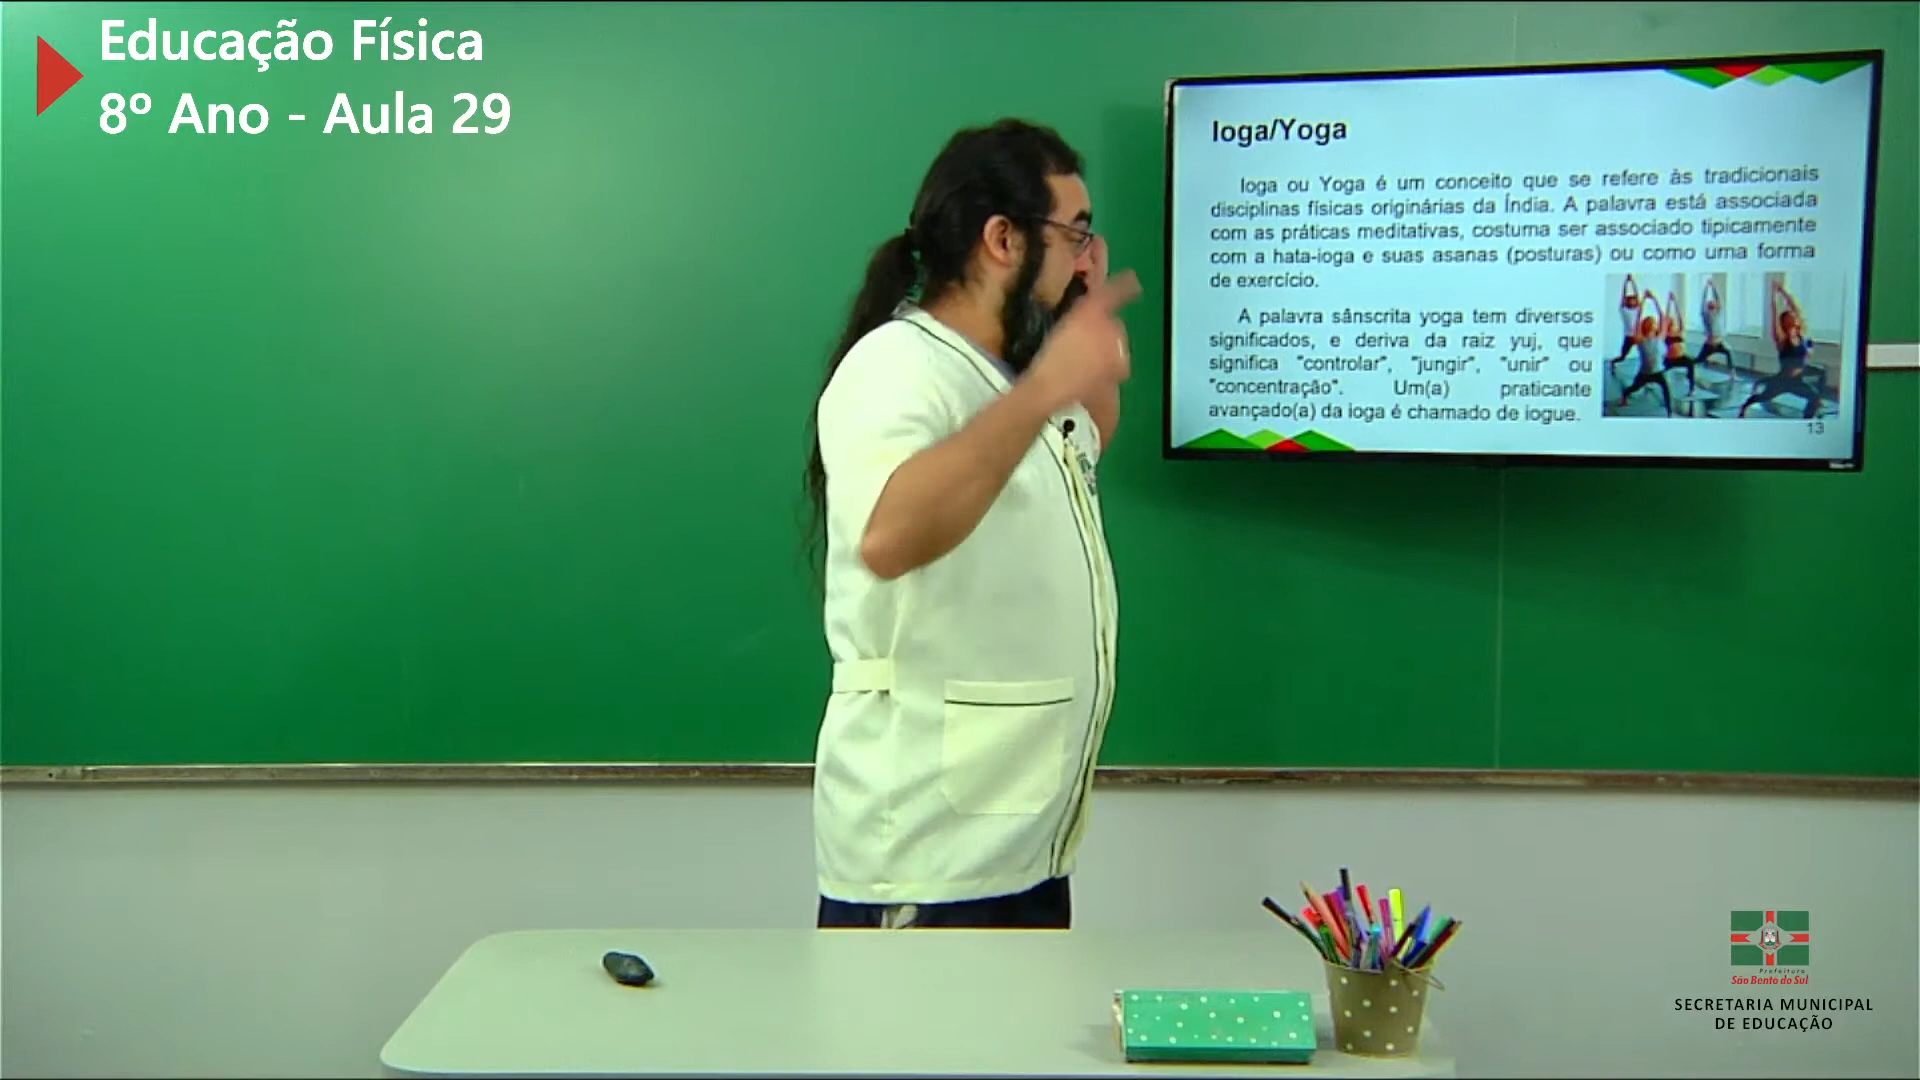 Educação Física
8º Ano - Aula 29
Ioga/Yoga
Ioga ou Yoga é um conceito que se refere às tradicionais
disciplinas físicas originárias da Índia. A palavra está associada
com as práticas meditativas, costuma ser associado tipicamente
com a hata-ioga e suas asanas (posturas) ou como uma forma
de exercício.
A palavra sânscrita yoga tem diversos
significados, e deriva da raiz yuj, que
significa "controlar", "jungir", "unir" ou
"concentração". Um(a) praticante
avançado(a) da ioga é chamado de iogue.
13
Prefeitura
São Bento do Sul
SECRETARIA MUNICIPAL
DE EDUCAÇÃO